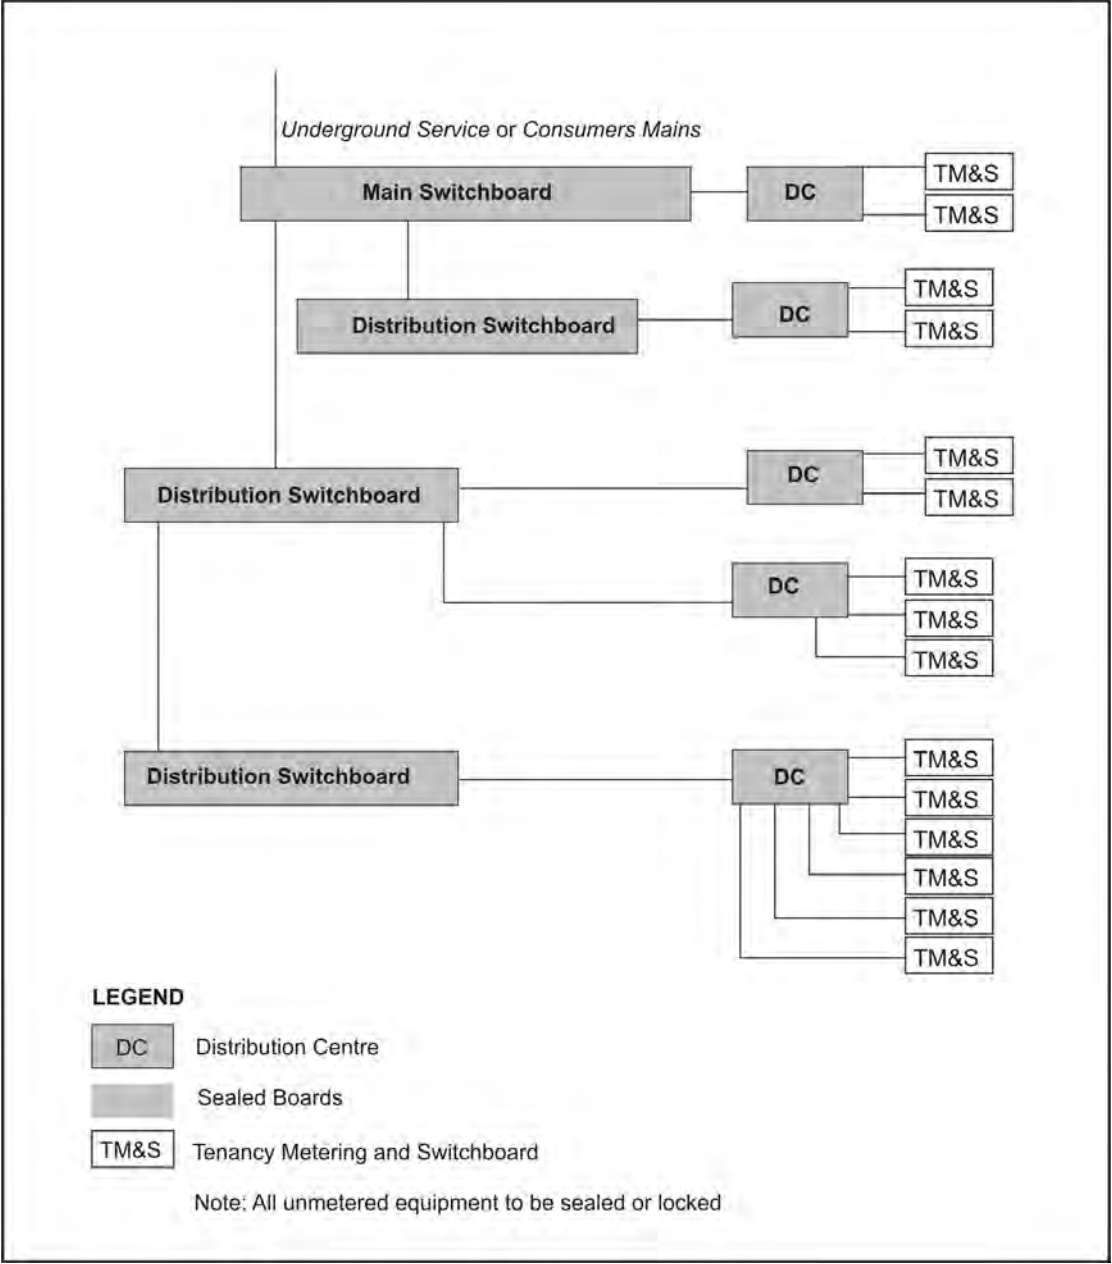 Underground Service or Consumers Mains
Main Switchboard
DC
TM&S
TM&S
Distribution Switchboard
DC
TM&S
TM&S
Distribution Switchboard
DC
TM&S
TM&S
DC
TM&S
TM&S
TM&S
Distribution Switchboard
DC
TM&S
TM&S
TM&S
TM&S
TM&S
TM&S
LEGEND
DC Distribution Centre
Sealed Boards
TM&S Tenancy Metering and Switchboard
Note: All unmetered equipment to be sealed or locked